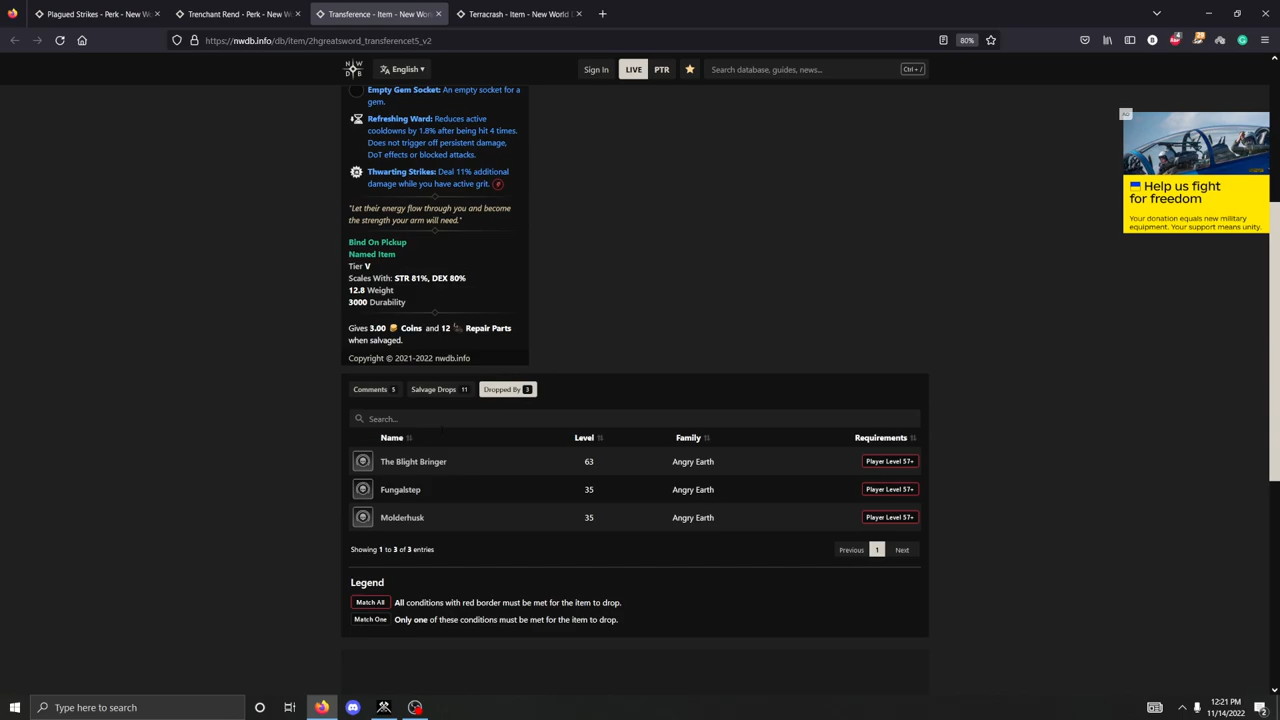 Plagued Strikes - Perk - New Wo
Trenchant Rend - Perk - New Wo
Transference - Item - New Worl
Terracrash - Item - New World D
https://nwdb.info/db/item/2hgreatsword_transferencet5_v2
80%
NW
DB
English
Sign In
LIVE
PTR
Search database, guides, news...
Ctrl + /
Empty Gem Socket: An empty socket for a
gem.
Refreshing Ward: Reduces active
cooldowns by 1.8% after being hit 4 times.
Does not trigger off persistent damage,
DoT effects or blocked attacks.
Thwarting Strikes: Deal 11% additional
damage while you have active grit.
"Let their energy flow through you and become
the strength your arm will need."
Bind On Pickup
Named Item
Tier V
Scales With: STR 81%, DEX 80%
12.8 Weight
3000 Durability
Gives 3.00 Coins and 12 Repair Parts
when salvaged.
Copyright © 2021-2022 nwdb.info
AD
Help us fight
for freedom
Your donation equals new military
equipment. Your support means unity.
Comments 5
Salvage Drops 11
Dropped By 3
Search...
Name Level Family Requirements
The Blight Bringer 63 Angry Earth Player Level 57+
Fungalstep 35 Angry Earth Player Level 57+
Molderhusk 35 Angry Earth Player Level 57+
Showing 1 to 3 of 3 entries
Previous 1 Next
Legend
Match All All conditions with red border must be met for the item to drop.
Match One Only one of these conditions must be met for the item to drop.
Type here to search
12:21 PM
11/14/2022
2